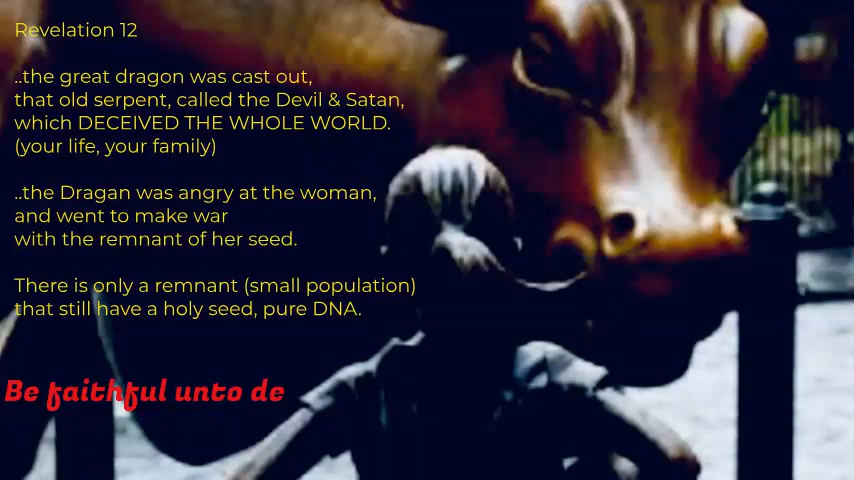 Revelation 12
..the great dragon was cast out,
that old serpent, called the Devil & Satan,
which DECEIVED THE WHOLE WORLD.
(your life, your family)
..the Dragan was angry at the woman,
and went to make war
with the remnant of her seed.
There is only a remnant (small population)
that still have a holy seed, pure DNA.
Be faithful unto de